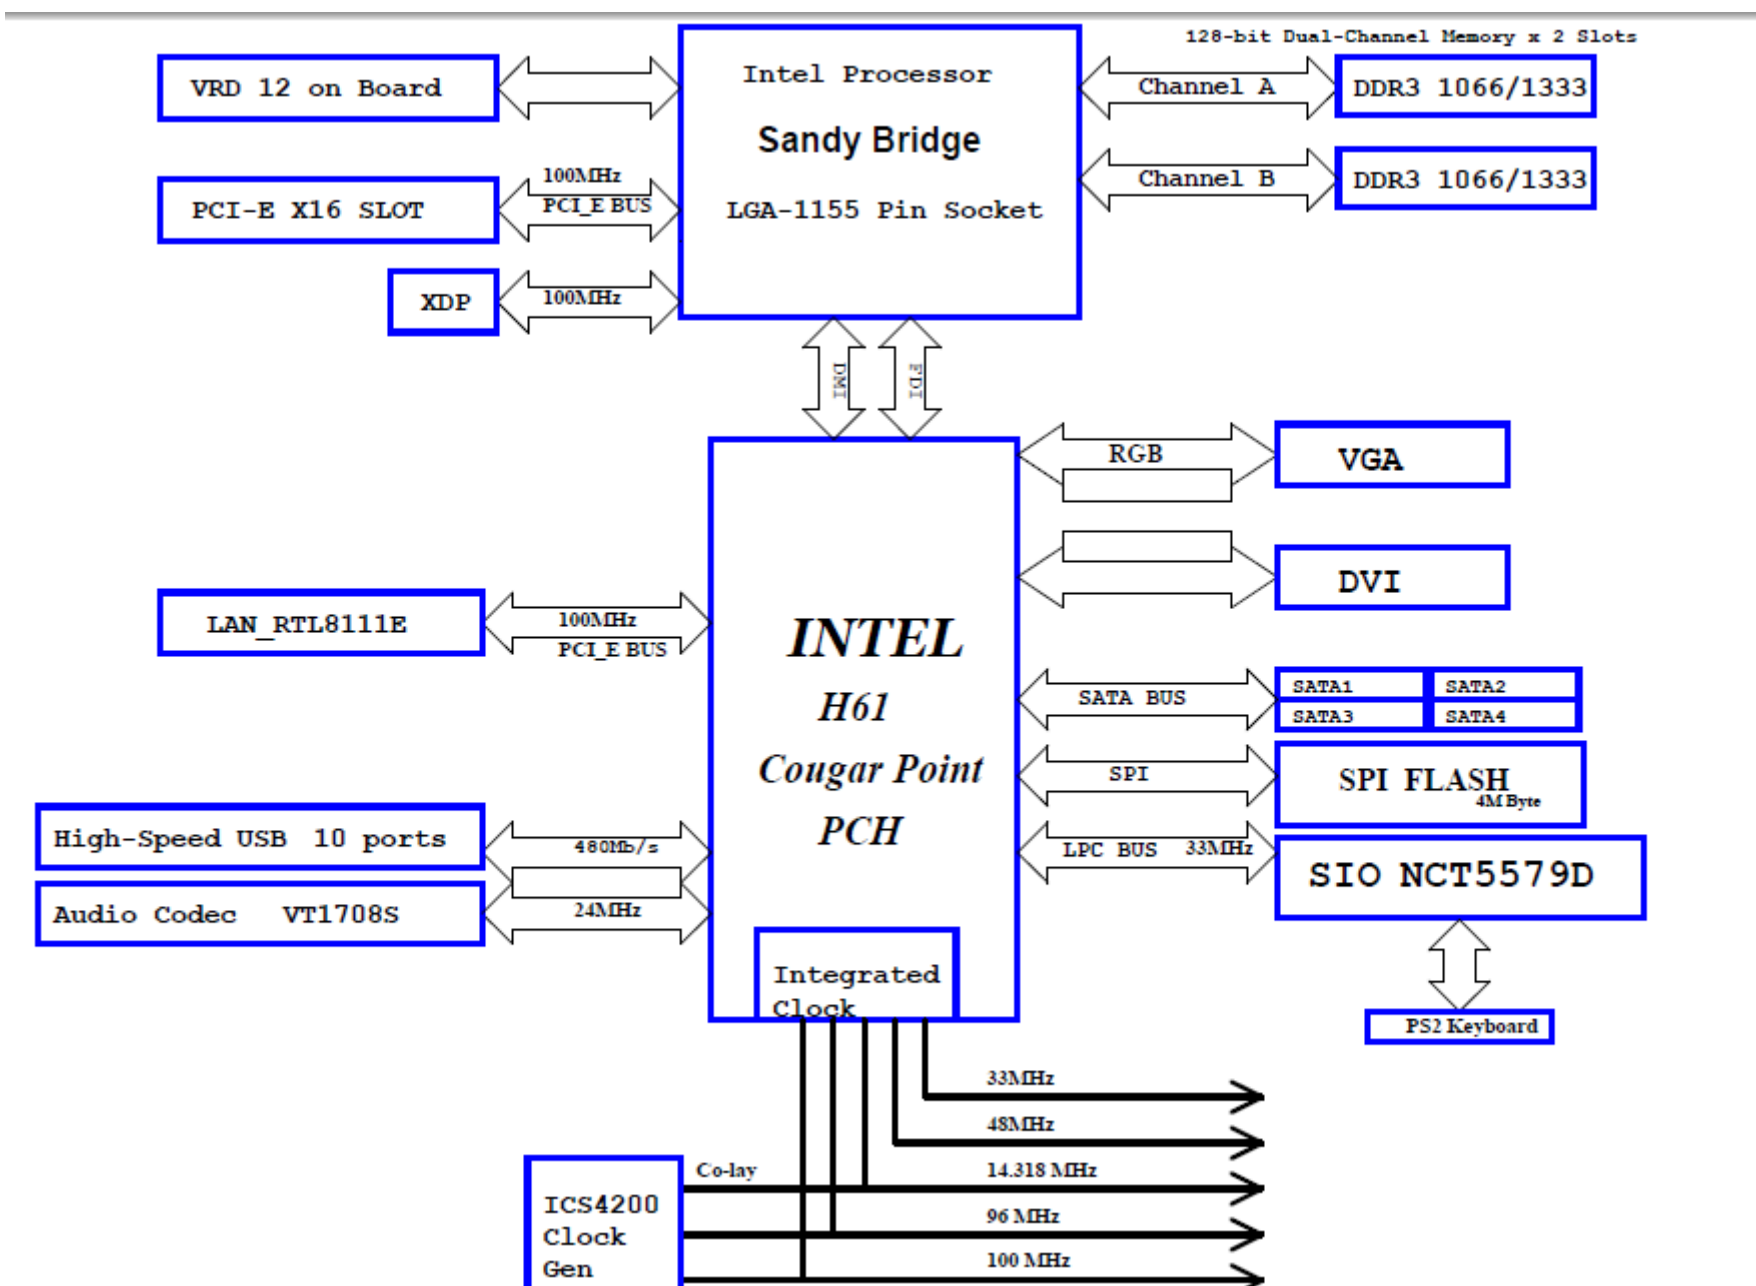 128-bit Dual-Channel Memory x 2 Slots
VRD 12 on Board
Intel Processor
Sandy Bridge
LGA-1155 Pin Socket
Channel A
DDR3 1066/1333
Channel B
DDR3 1066/1333
100MHz
PCI_E BUS
PCI-E X16 SLOT
XDP
100MHz
DMI
FDI
RGB
VGA
DVI
LAN_RTL8111E
100MHz
PCI_E BUS
INTEL
H61
Cougar Point
PCH
SATA BUS
SATA1
SATA2
SATA3
SATA4
SPI
SPI FLASH
4M Byte
High-Speed USB 10 ports
480Mb/s
LPC BUS 33MHz
SIO NCT5579D
Audio Codec VT1708S
24MHz
Integrated
Clock
PS2 Keyboard
33MHz
48MHz
Co-lay
14.318 MHz
ICS4200
Clock
Gen
96 MHz
100 MHz